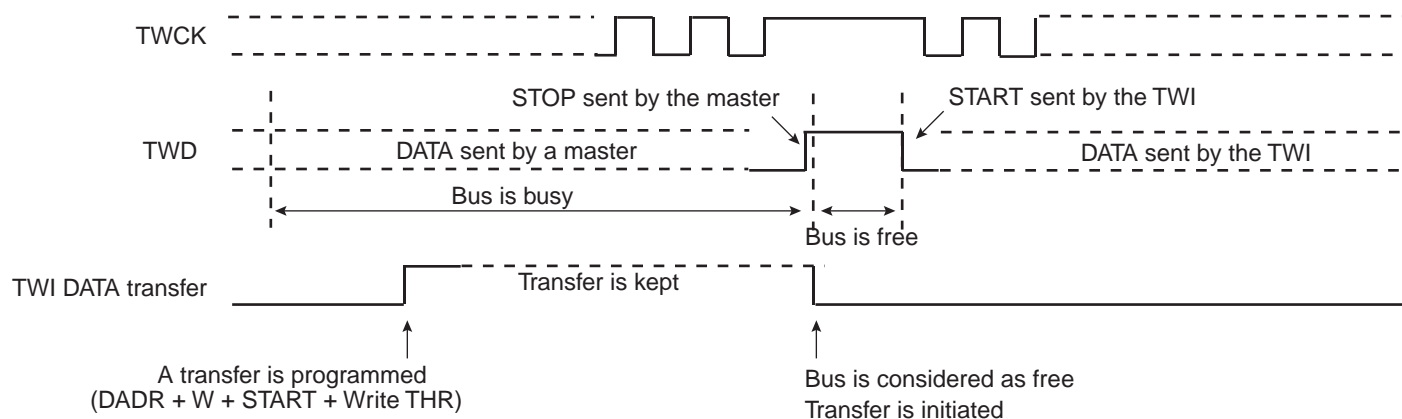 TWCK
STOP sent by the master
START sent by the TWI
TWD
DATA sent by a master
DATA sent by the TWI
Bus is busy
Bus is free
TWI DATA transfer
Transfer is kept
A transfer is programmed
(DADR + W + START + Write THR)
Bus is considered as free
Transfer is initiated